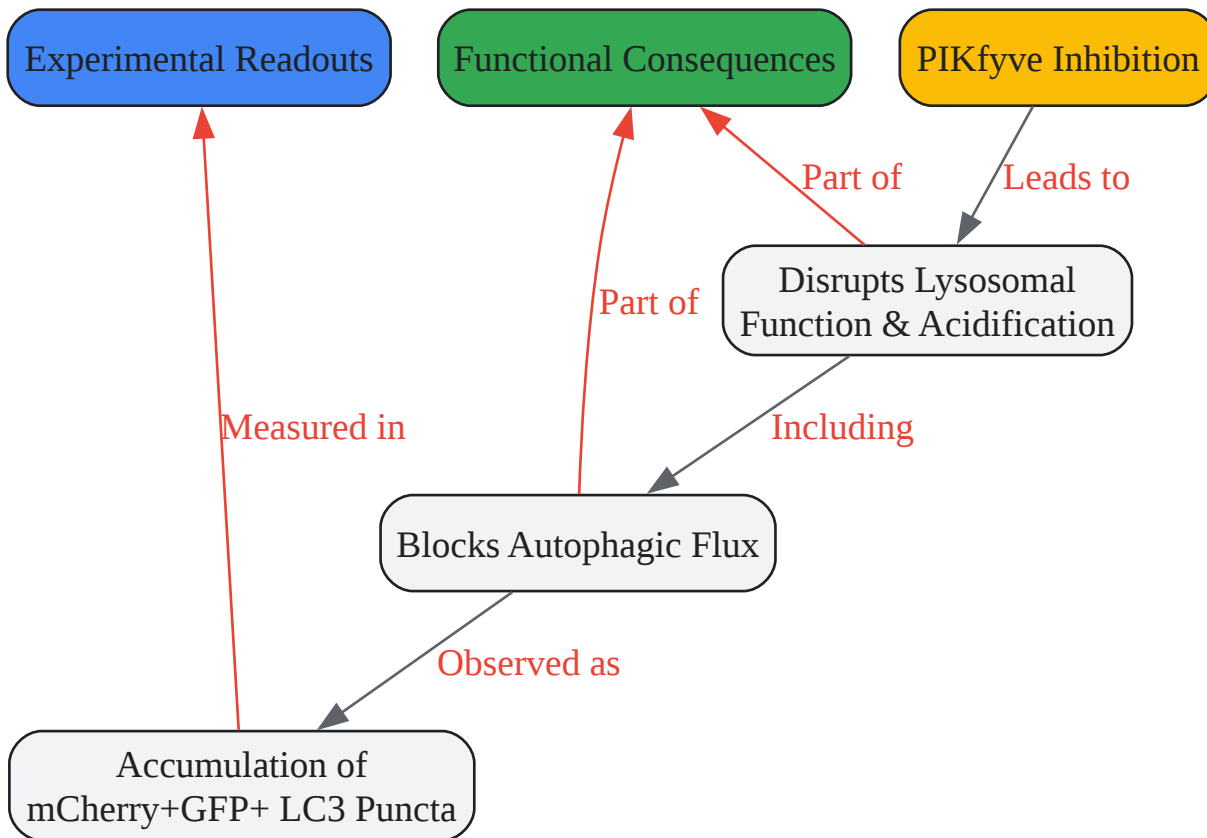 Experimental Readouts
Functional Consequences
PIKfyve Inhibition
Part of
Leads to
Disrupts Lysosomal
Function & Acidification
Part of
Measured in
Including
Blocks Autophagic Flux
Observed as
Accumulation of
mCherry+GFP+ LC3 Puncta